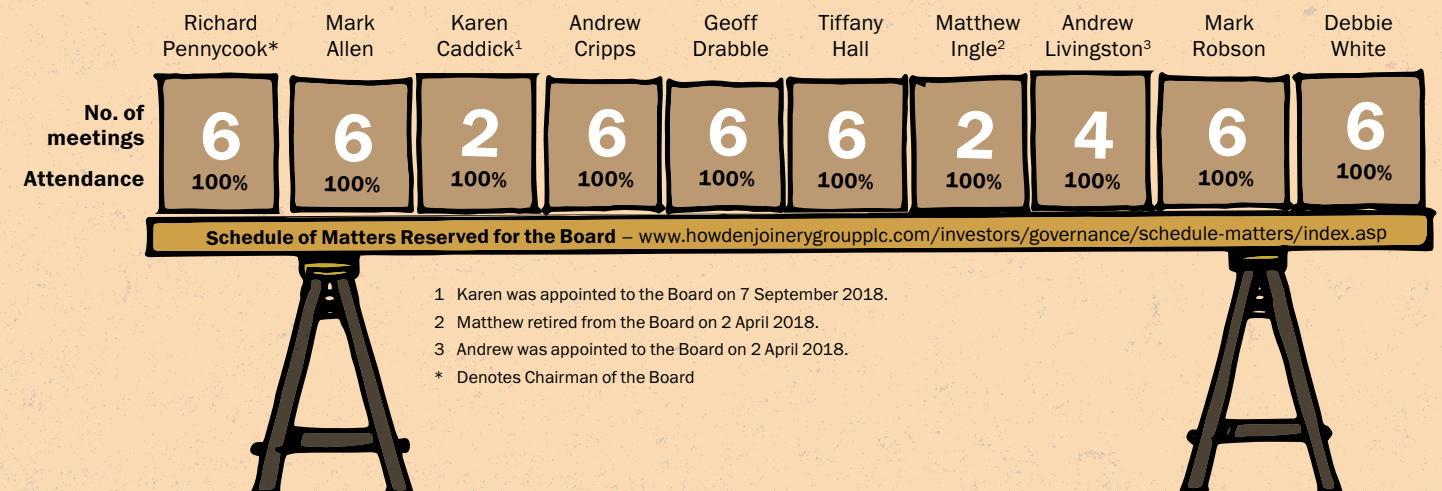 Richard Pennycook*
Mark Allen
Karen Caddick¹
Andrew Cripps
Geoff Drabble
Tiffany Hall
Matthew Ingle²
Andrew Livingston³
Mark Robson
Debbie White
No. of meetings
6 6 2 6 6 6 2 4 6 6
Attendance
100% 100% 100% 100% 100% 100% 100% 100% 100% 100%
Schedule of Matters Reserved for the Board – www.howdenjoinerygroupplc.com/investors/governance/schedule-matters/index.asp
1 Karen was appointed to the Board on 7 September 2018.
2 Matthew retired from the Board on 2 April 2018.
3 Andrew was appointed to the Board on 2 April 2018.
* Denotes Chairman of the Board